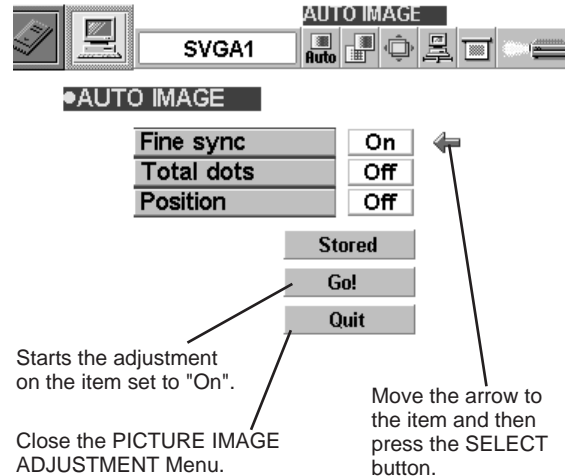 AUTO IMAGE
SVGA1
Auto
●AUTO IMAGE
Fine sync On
Total dots Off
Position Off
Stored
Go!
Quit
Starts the adjustment
on the item set to "On".
Close the PICTURE IMAGE
ADJUSTMENT Menu.
Move the arrow to
the item and then
press the SELECT
button.